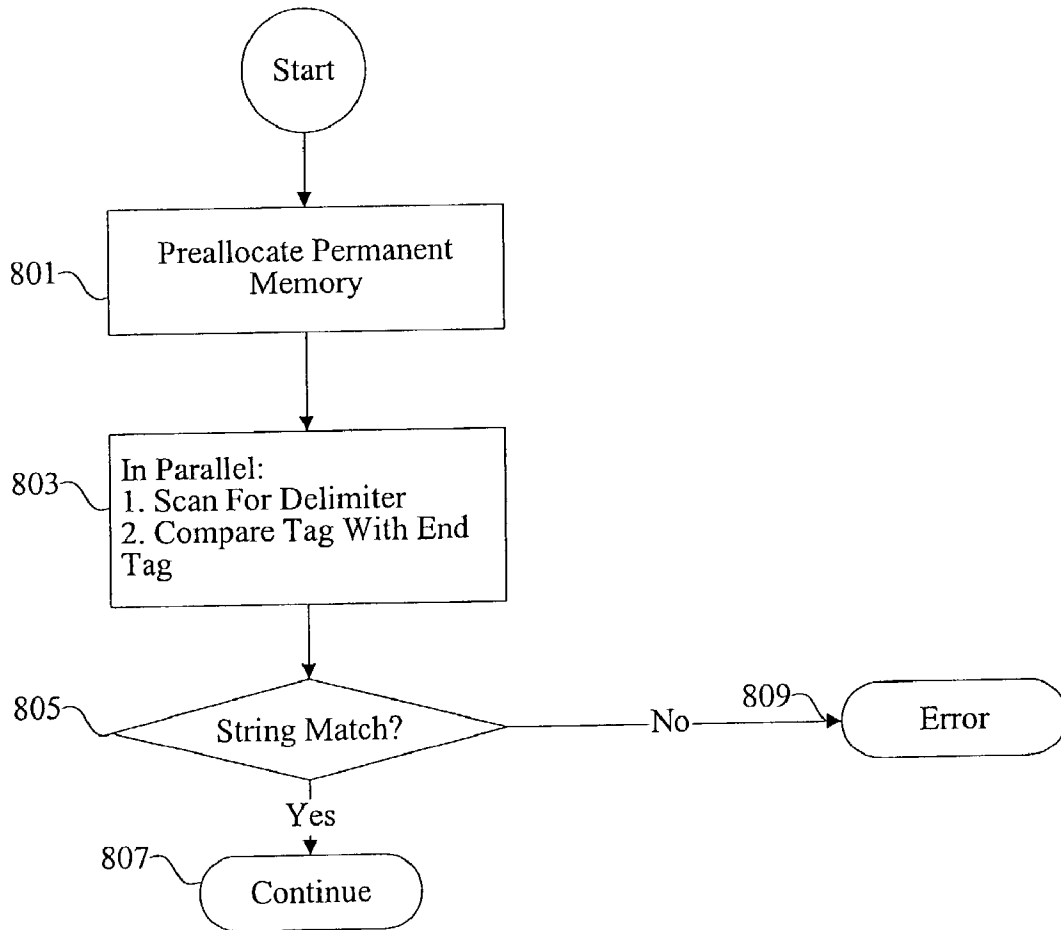 Start
Preallocate Permanent
Memory
801
In Parallel:
1. Scan For Delimiter
2. Compare Tag With End
Tag
803
805
String Match?
No
809
Error
Yes
807
Continue